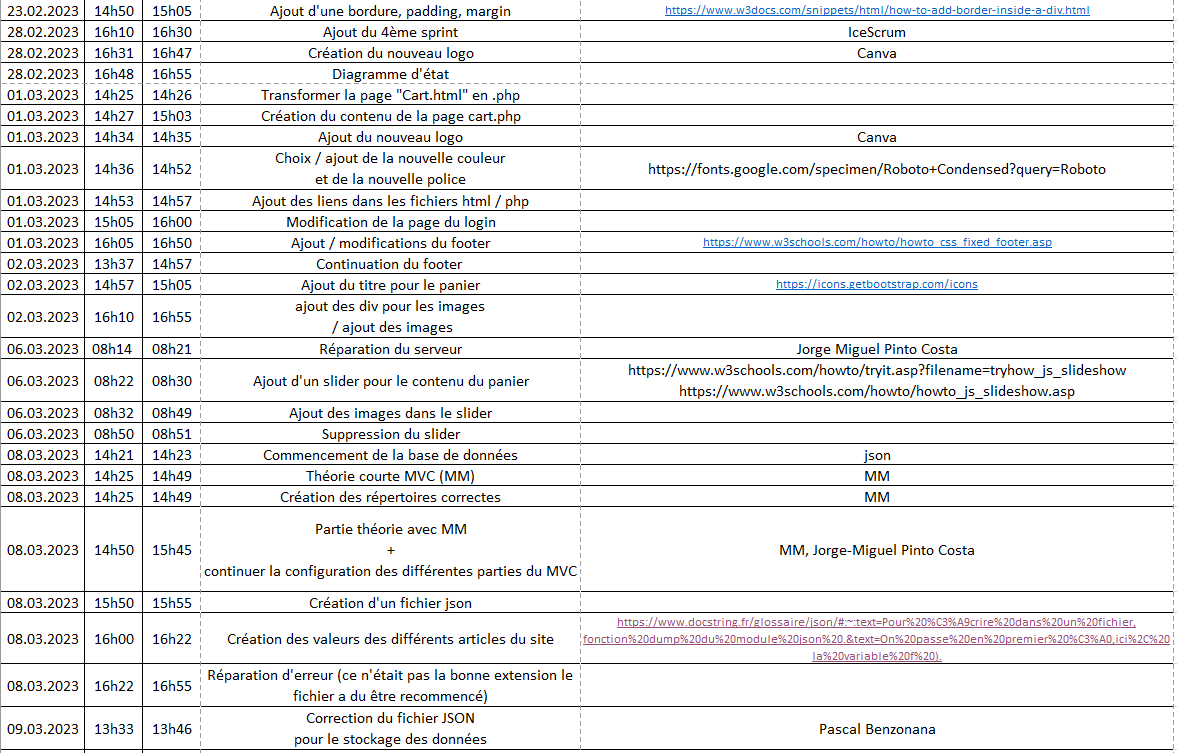 23.02.2023 14h50 15h05 Ajout d'une bordure, padding, margin https://www.w3docs.com/snippets/html/how-to-add-border-inside-a-div.html
28.02.2023 16h10 16h30 Ajout du 4ème sprint IceScrum
28.02.2023 16h31 16h47 Création du nouveau logo Canva
28.02.2023 16h48 16h55 Diagramme d'état
01.03.2023 14h25 14h26 Transformer la page "Cart.html" en .php
01.03.2023 14h27 15h03 Création du contenu de la page cart.php
01.03.2023 14h34 14h35 Ajout du nouveau logo Canva
01.03.2023 14h36 14h52 Choix / ajout de la nouvelle couleur
et de la nouvelle police https://fonts.google.com/specimen/Roboto+Condensed?query=Roboto
01.03.2023 14h53 14h57 Ajout des liens dans les fichiers html / php
01.03.2023 15h05 16h00 Modification de la page du login
01.03.2023 16h05 16h50 Ajout / modifications du footer https://www.w3schools.com/howto/howto_css_fixed_footer.asp
02.03.2023 13h37 14h57 Continuation du footer
02.03.2023 14h57 15h05 Ajout du titre pour le panier https://icons.getbootstrap.com/icons
02.03.2023 16h10 16h55 ajout des div pour les images
/ ajout des images
06.03.2023 08h14 08h21 Réparation du serveur Jorge Miguel Pinto Costa
06.03.2023 08h22 08h30 Ajout d'un slider pour le contenu du panier https://www.w3schools.com/howto/tryit.asp?filename=tryhow_js_slideshow
https://www.w3schools.com/howto/howto_js_slideshow.asp
06.03.2023 08h32 08h49 Ajout des images dans le slider
06.03.2023 08h50 08h51 Suppression du slider
08.03.2023 14h21 14h23 Commencement de la base de données json
08.03.2023 14h25 14h49 Théorie courte MVC (MM) MM
08.03.2023 14h25 14h49 Création des répertoires correctes MM
08.03.2023 14h50 15h45 Partie théorie avec MM
+
continuer la configuration des différentes parties du MVC MM, Jorge-Miguel Pinto Costa
08.03.2023 15h50 15h55 Création d'un fichier json
08.03.2023 16h00 16h22 Création des valeurs des différents articles du site https://www.docstring.fr/glossaire/json/#:~:text=Pour%20%C3%A9crire%20dans%20un%20fichier,
fonction%20dump%20du%20module%20json%20.&text=On%20passe%20en%20premier%20%C3%A0,ici%2C%20
la%20variable%20f%20).
08.03.2023 16h22 16h55 Réparation d'erreur (ce n'était pas la bonne extension le
fichier a du être recommencé)
09.03.2023 13h33 13h46 Correction du fichier JSON
pour le stockage des données Pascal Benzonana